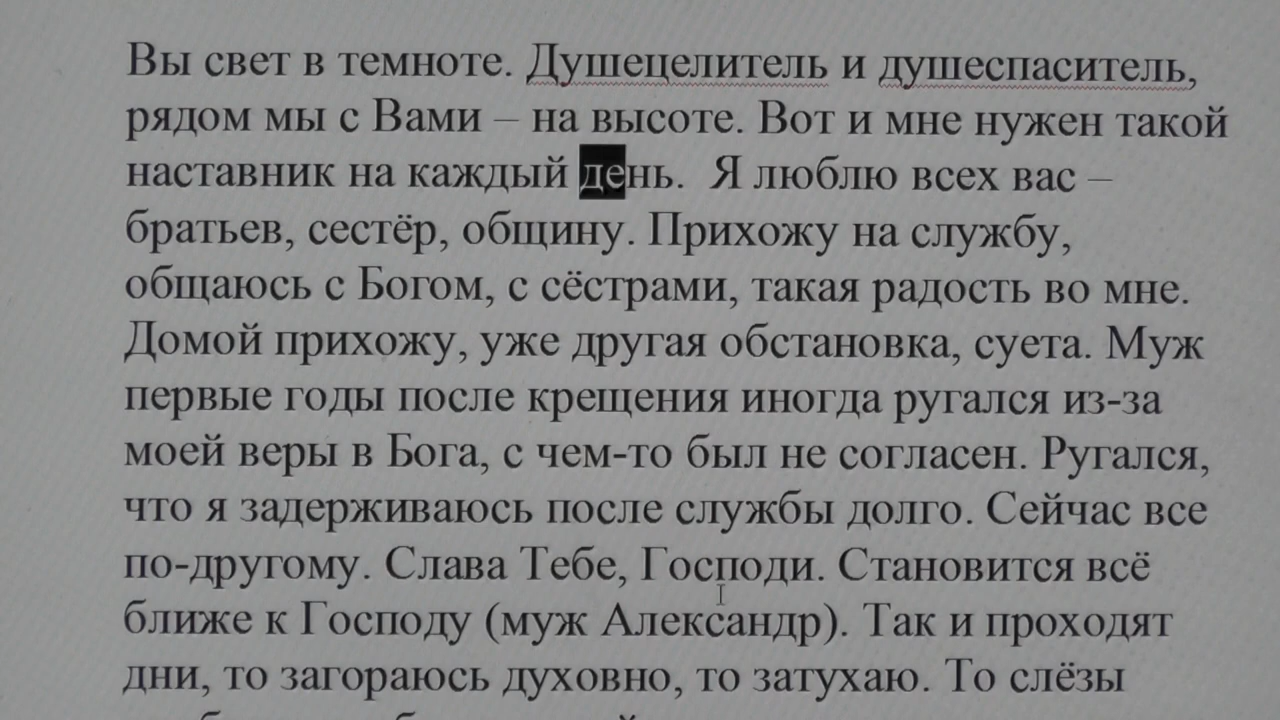 Вы свет в темноте. Душецелитель и душеспаситель,
рядом мы с Вами – на высоте. Вот и мне нужен такой
наставник на каждый день.  Я люблю всех вас –
братьев, сестёр, общину. Прихожу на службу,
общаюсь с Богом, с сёстрами, такая радость во мне.
Домой прихожу, уже другая обстановка, суета. Муж
первые годы после крещения иногда ругался из-за
моей веры в Бога, с чем-то был не согласен. Ругался,
что я задерживаюсь после службы долго. Сейчас все
по-другому. Слава Тебе, Господи. Становится всё
ближе к Господу (муж Александр). Так и проходят
дни, то загораюсь духовно, то затухаю. То слёзы